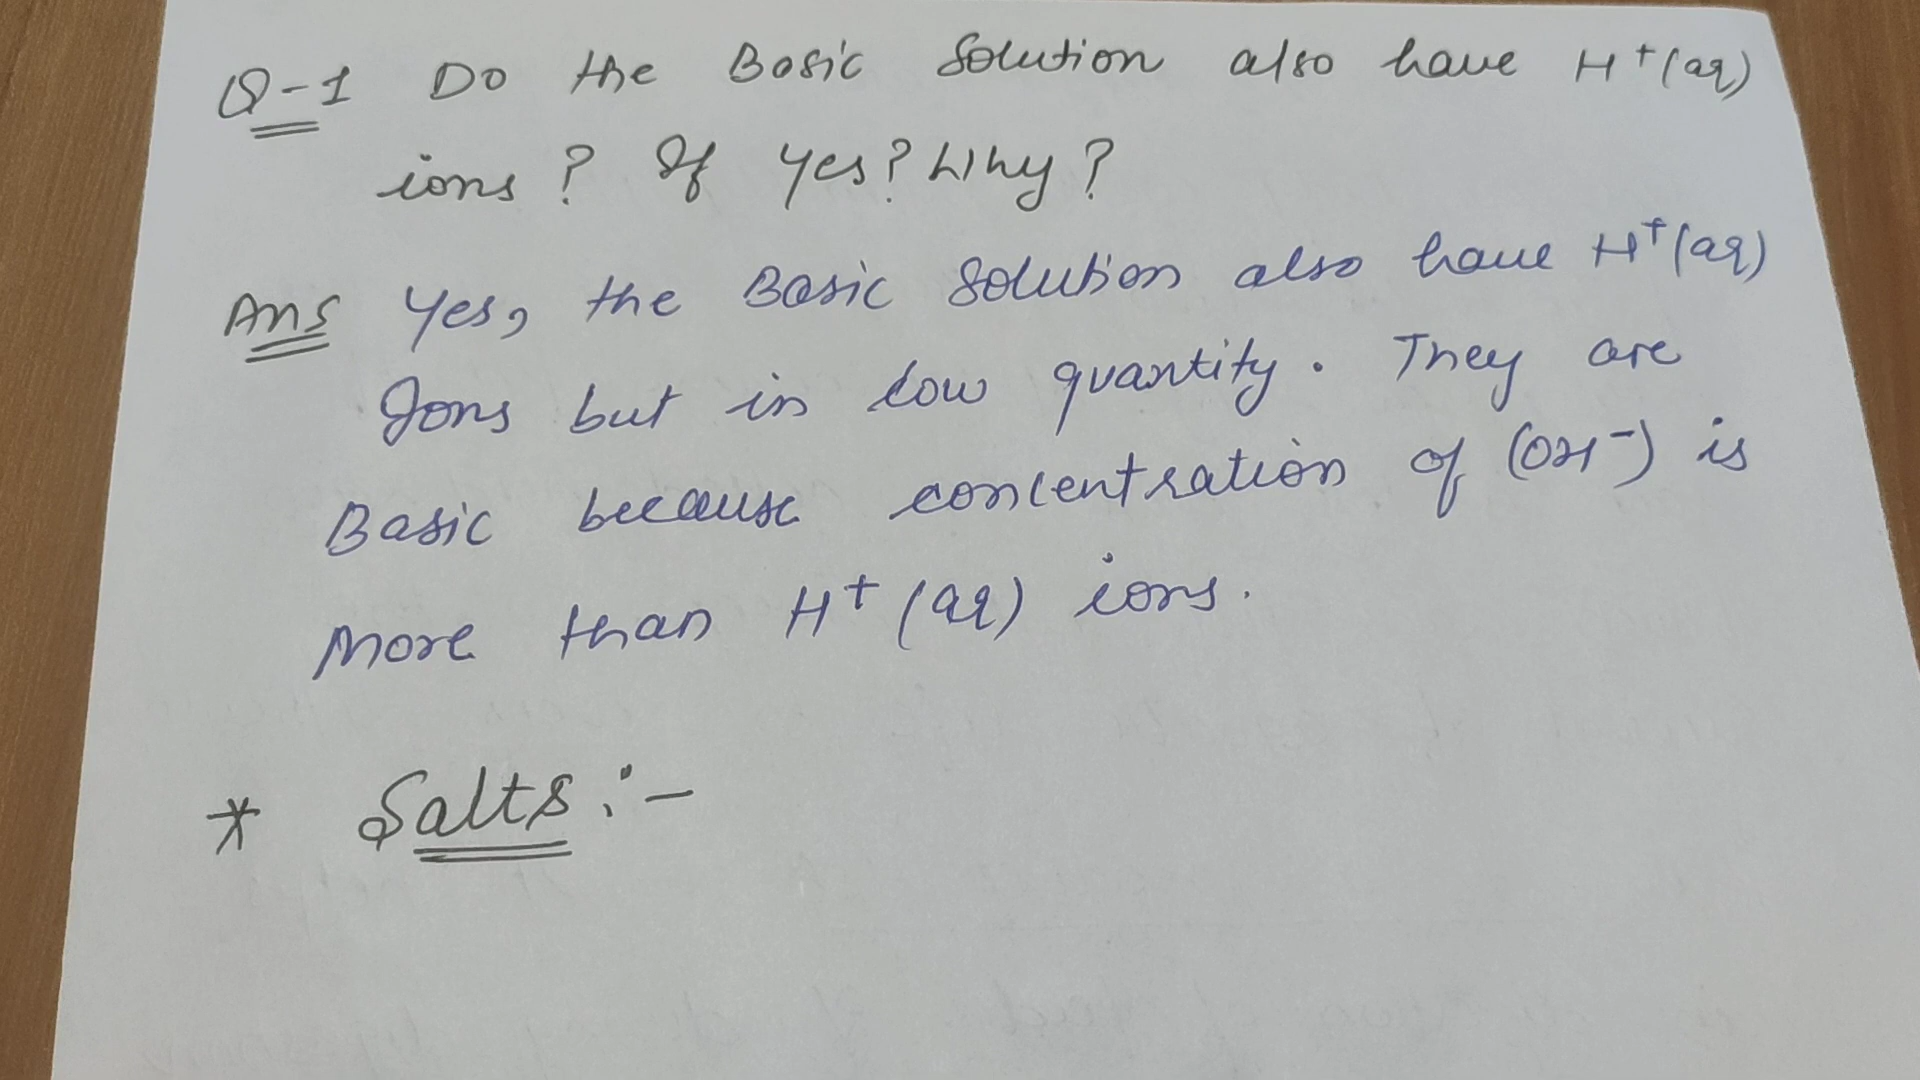 Q-1 Do the Basic Solution also have H+(aq)
ions? If Yes? Why?
Ans Yes, the Basic Solution also have H+(aq)
Ions but in low quantity. They are
Basic because concentration of (OH-) is
More than H+ (aq) ions.
* Salts:-